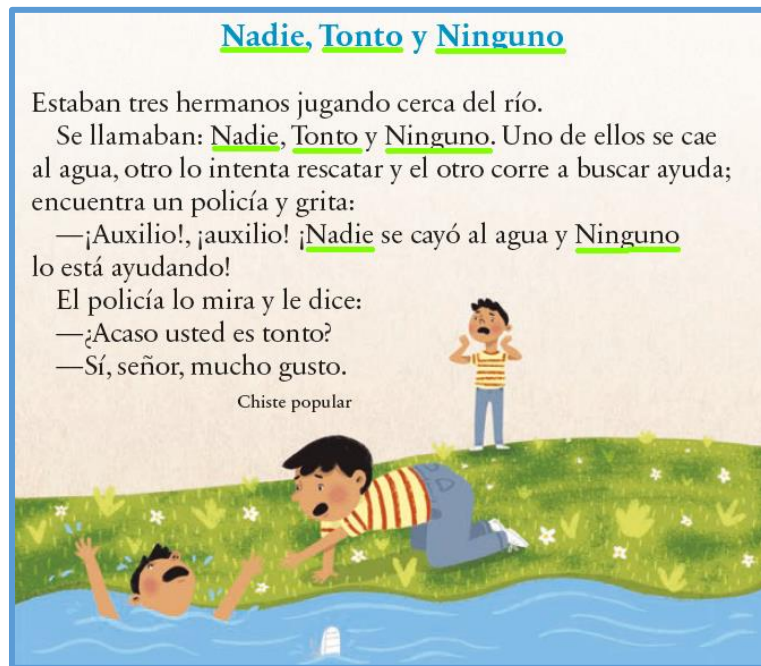 Nadie, Tonto y Ninguno
Estaban tres hermanos jugando cerca del río.
Se llamaban: Nadie, Tonto y Ninguno. Uno de ellos se cae
al agua, otro lo intenta rescatar y el otro corre a buscar ayuda;
encuentra un policía y grita:
—¡Auxilio!, ¡auxilio! ¡Nadie se cayó al agua y Ninguno
lo está ayudando!
El policía lo mira y le dice:
—¿Acaso usted es tonto?
—Sí, señor, mucho gusto.
Chiste popular